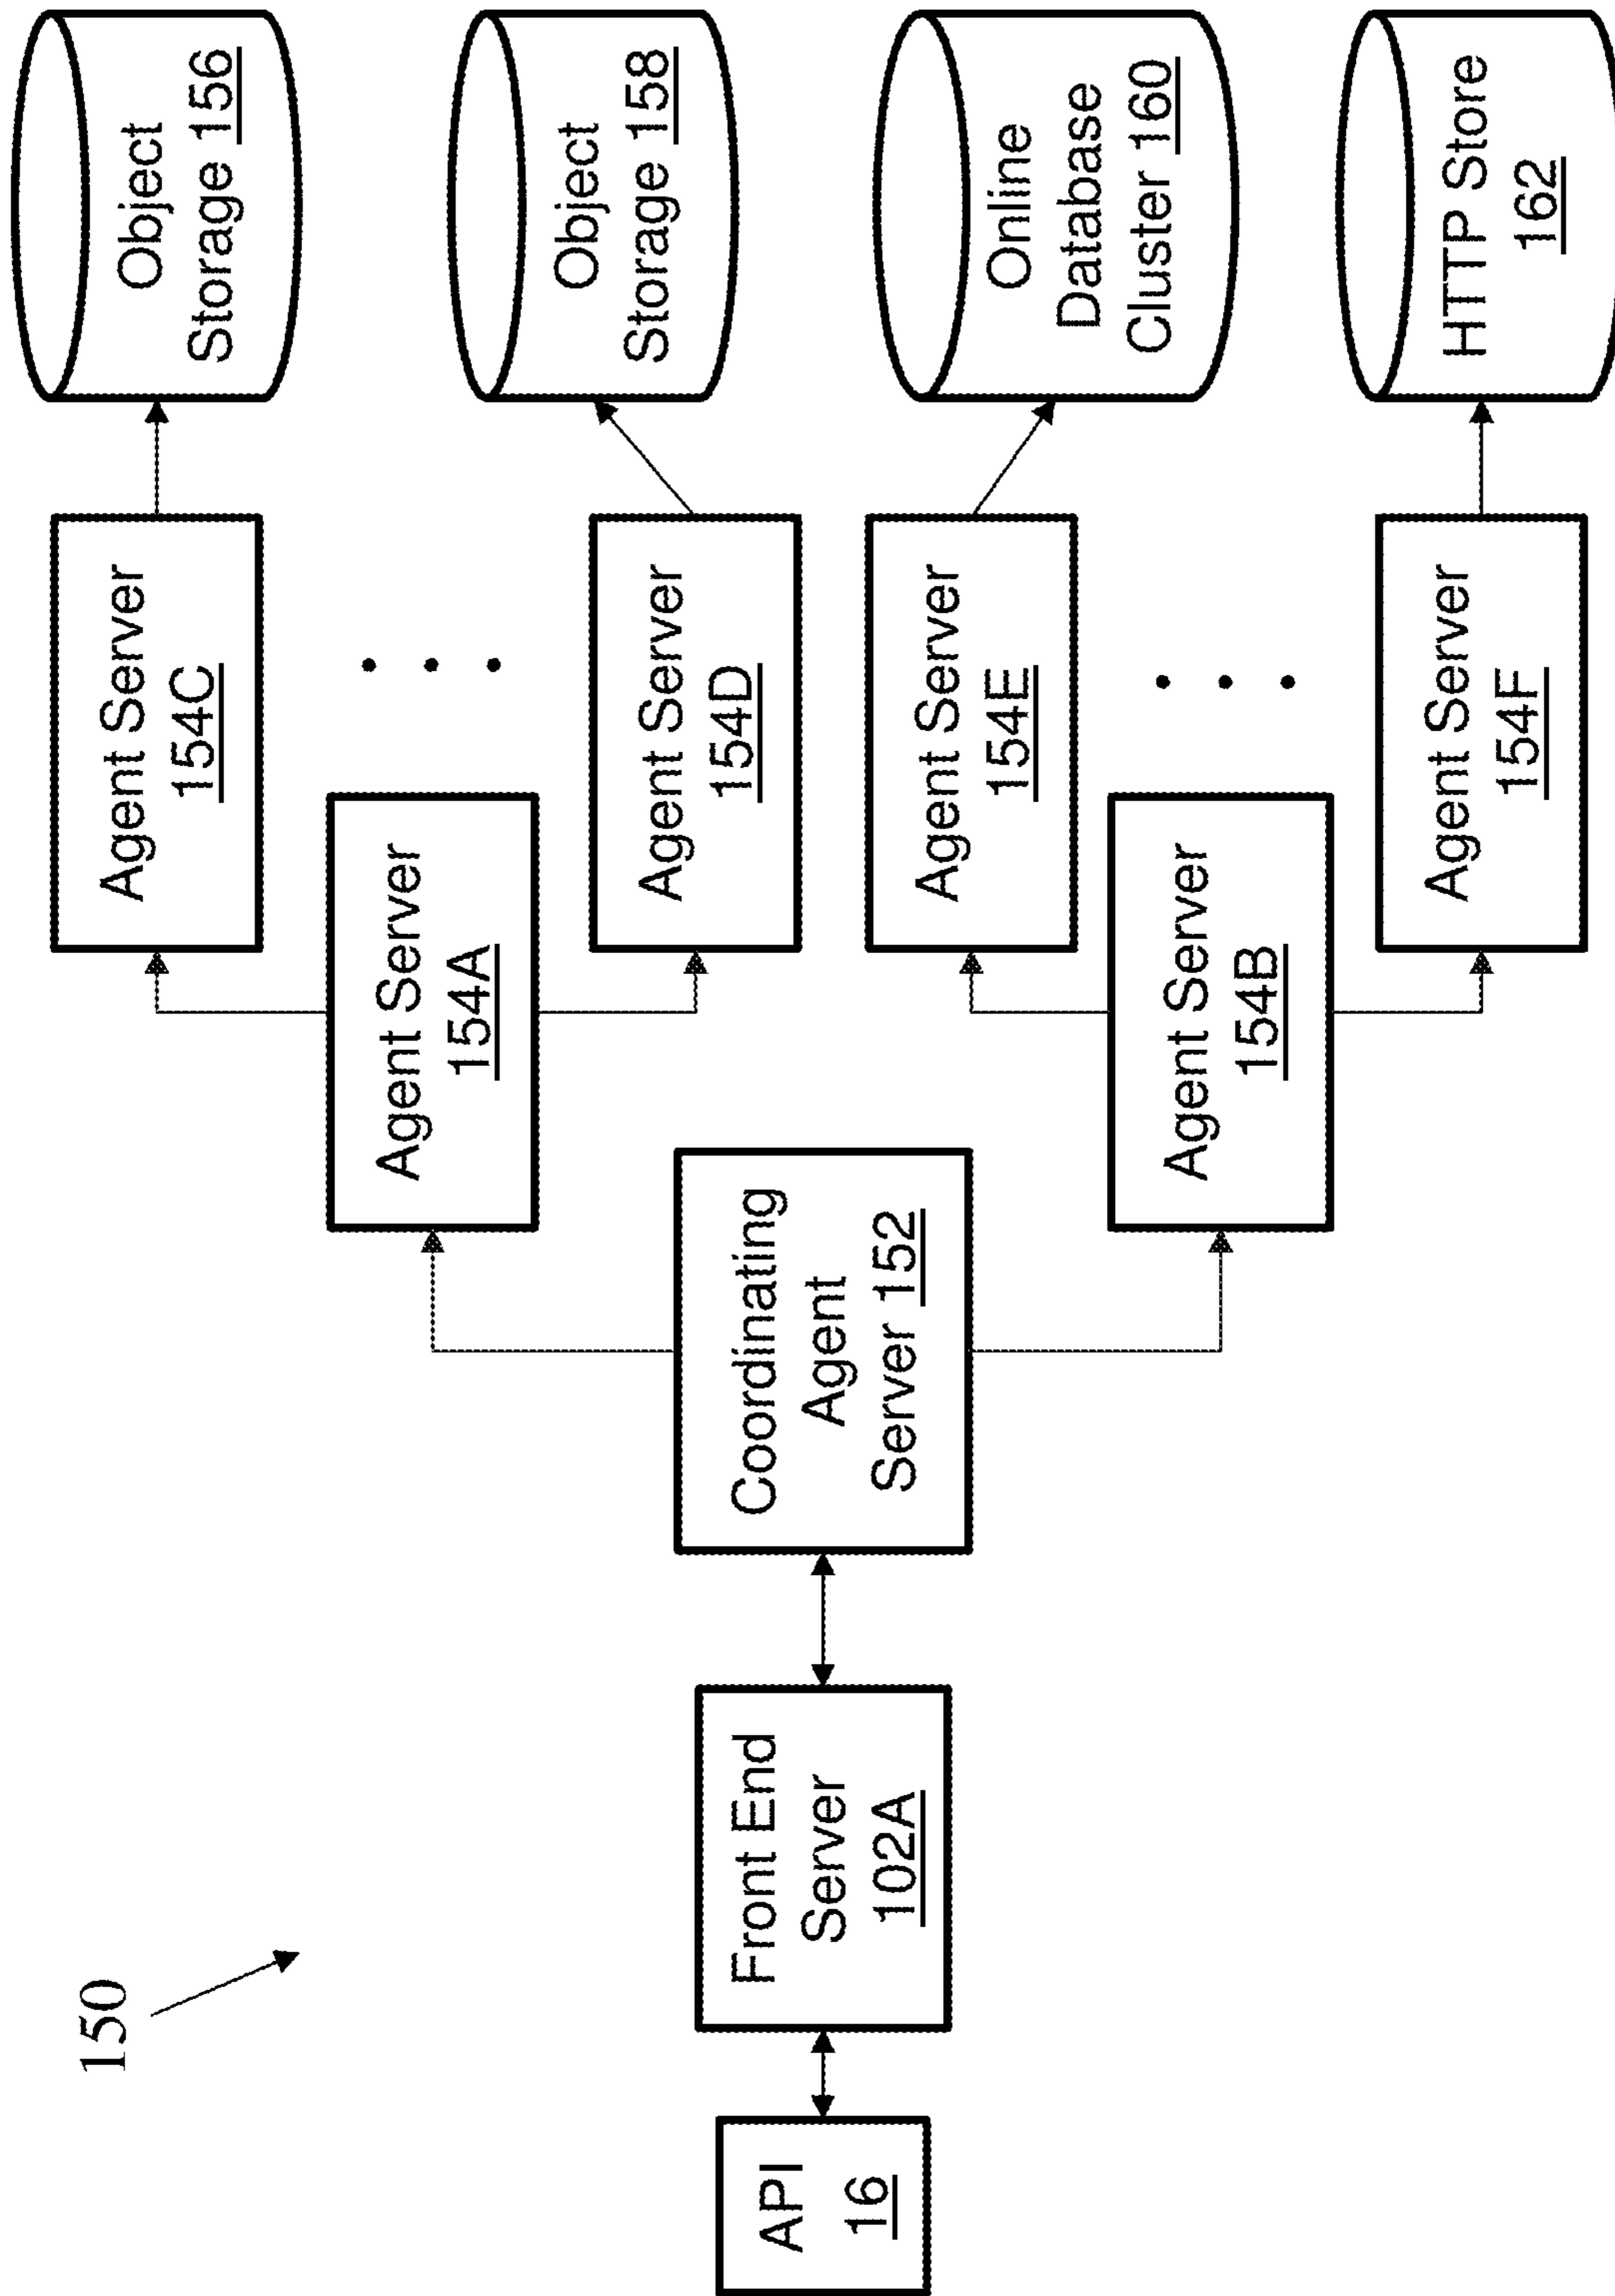 150
API
16
Front End
Server
102A
Coordinating
Agent
Server 152
Agent Server
154A
Agent Server
154B
Agent Server
154C
Agent Server
154D
Agent Server
154E
Agent Server
154F
Object
Storage 156
Object
Storage 158
Online
Database
Cluster 160
HTTP Store
162